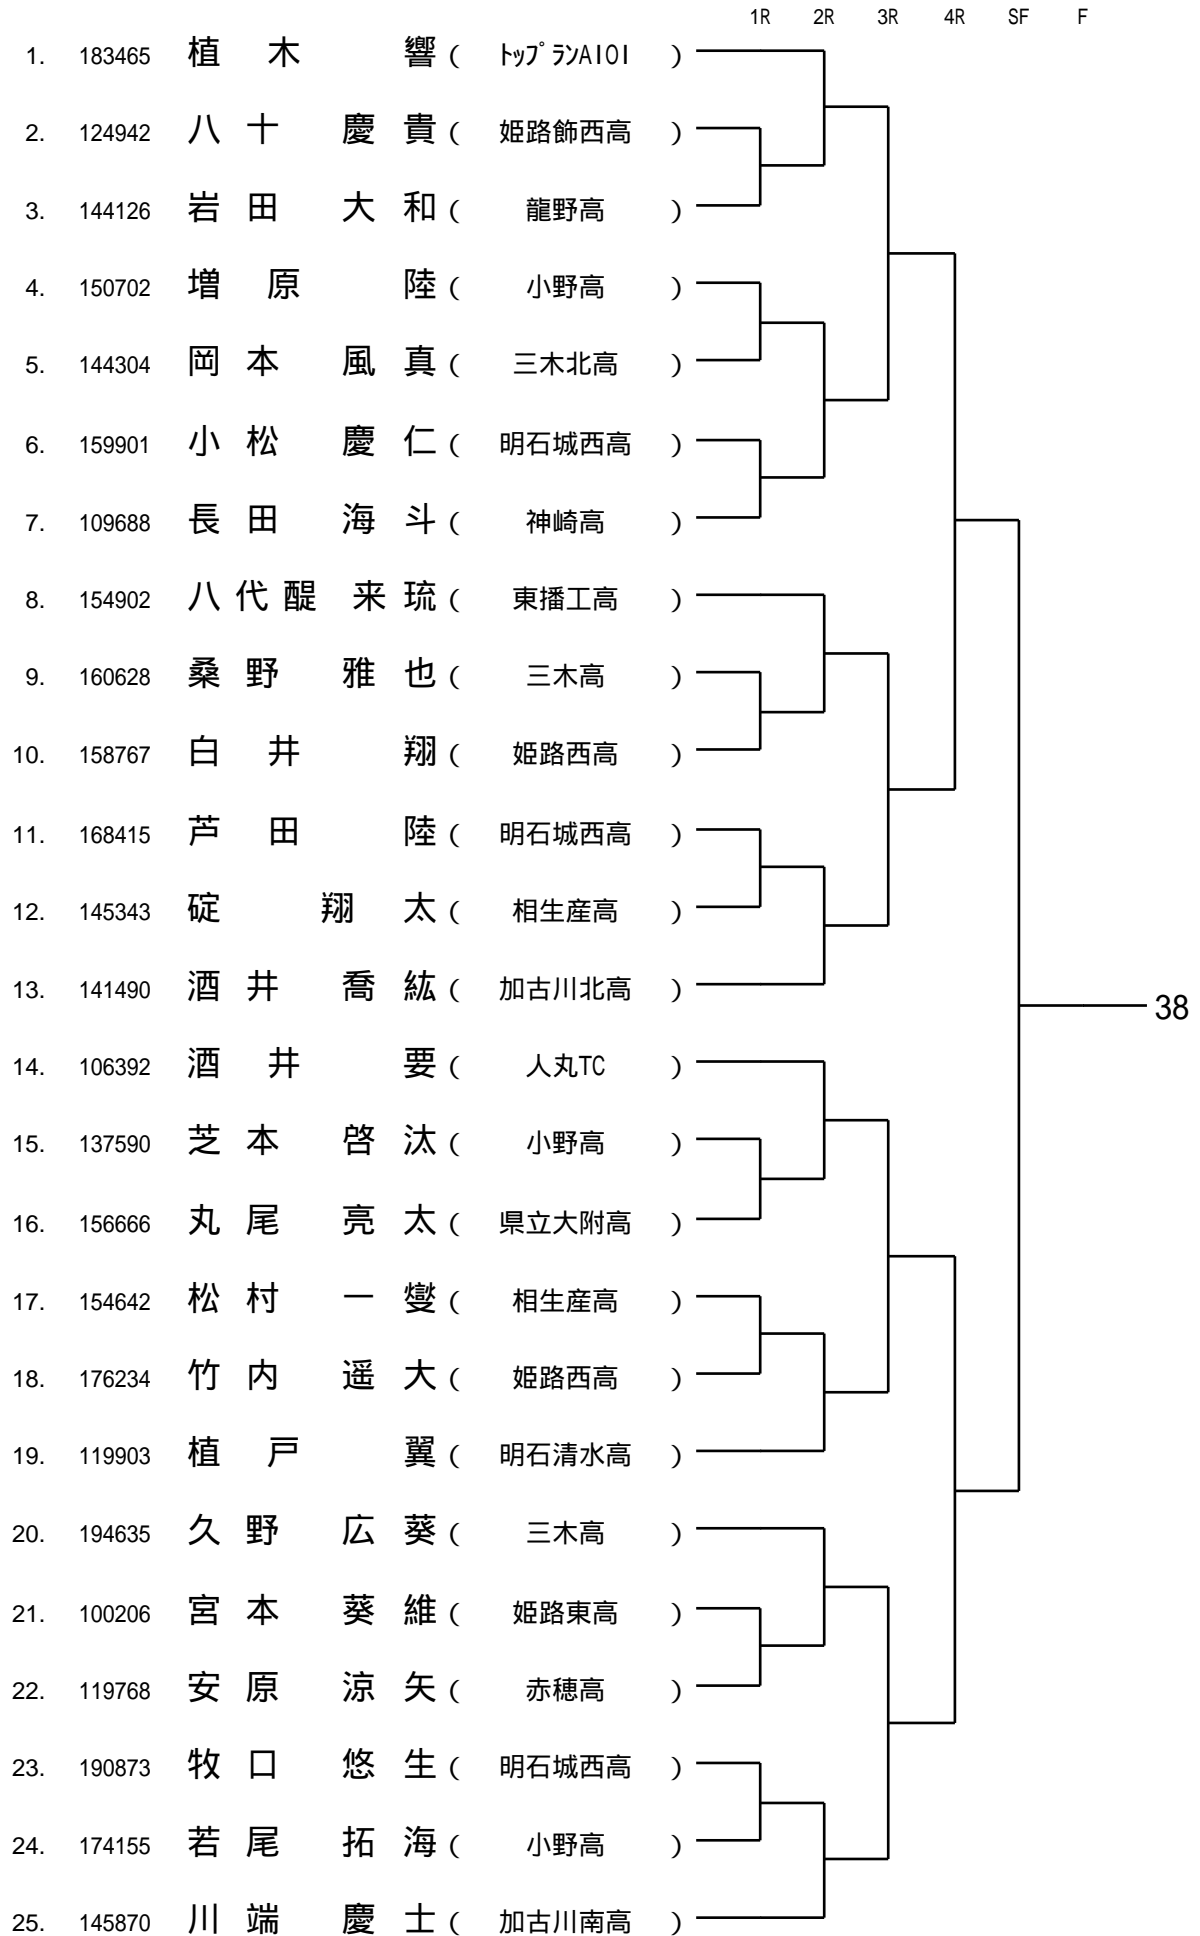 1R 2R 3R 4R SF F
1. 183465 植木 響 ( トップランAIOI )
2. 124942 八十 慶貴 ( 姫路飾西高 )
3. 144126 岩田 大和 ( 龍野高 )
4. 150702 増原 陸 ( 小野高 )
5. 144304 岡本 風真 ( 三木北高 )
6. 159901 小松 慶仁 ( 明石城西高 )
7. 109688 長田 海斗 ( 神崎高 )
8. 154902 八代醍 来琉 ( 東播工高 )
9. 160628 桑野 雅也 ( 三木高 )
10. 158767 白井 翔 ( 姫路西高 )
11. 168415 芦田 陸 ( 明石城西高 )
12. 145343 碇 翔太 ( 相生産高 )
13. 141490 酒井 喬紘 ( 加古川北高 )
38
14. 106392 酒井 要 ( 人丸TC )
15. 137590 芝本 啓汰 ( 小野高 )
16. 156666 丸尾 亮太 ( 県立大附高 )
17. 154642 松村 一燮 ( 相生産高 )
18. 176234 竹内 遥大 ( 姫路西高 )
19. 119903 植戸 翼 ( 明石清水高 )
20. 194635 久野 広葵 ( 三木高 )
21. 100206 宮本 葵維 ( 姫路東高 )
22. 119768 安原 涼矢 ( 赤穂高 )
23. 190873 牧口 悠生 ( 明石城西高 )
24. 174155 若尾 拓海 ( 小野高 )
25. 145870 川端 慶士 ( 加古川南高 )